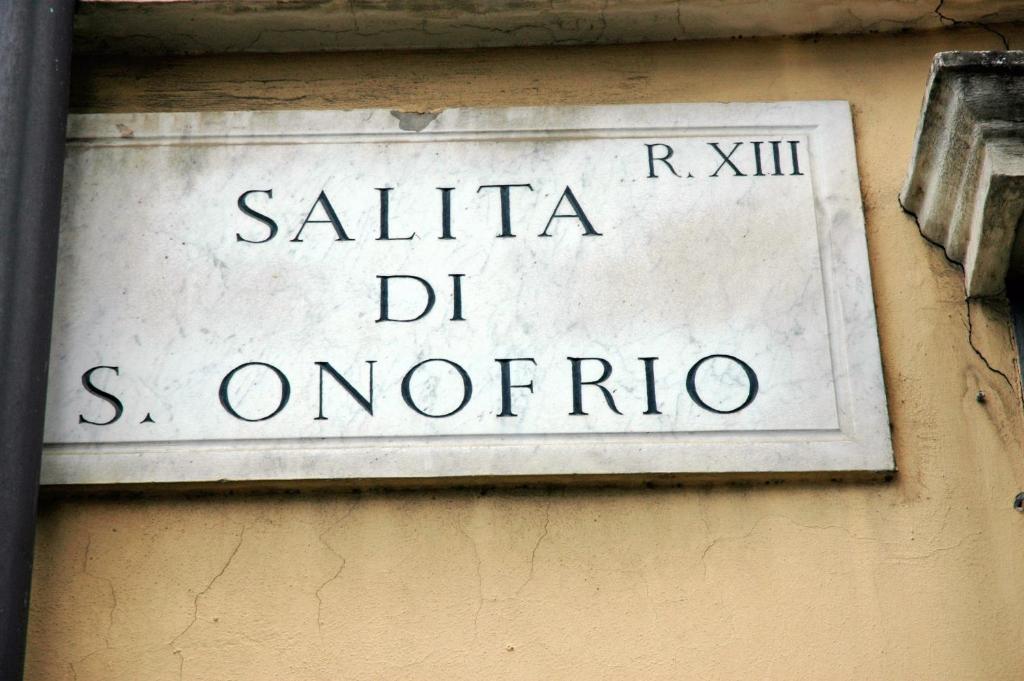 R. XIII
SALITA
DI
S. ONOFRIO